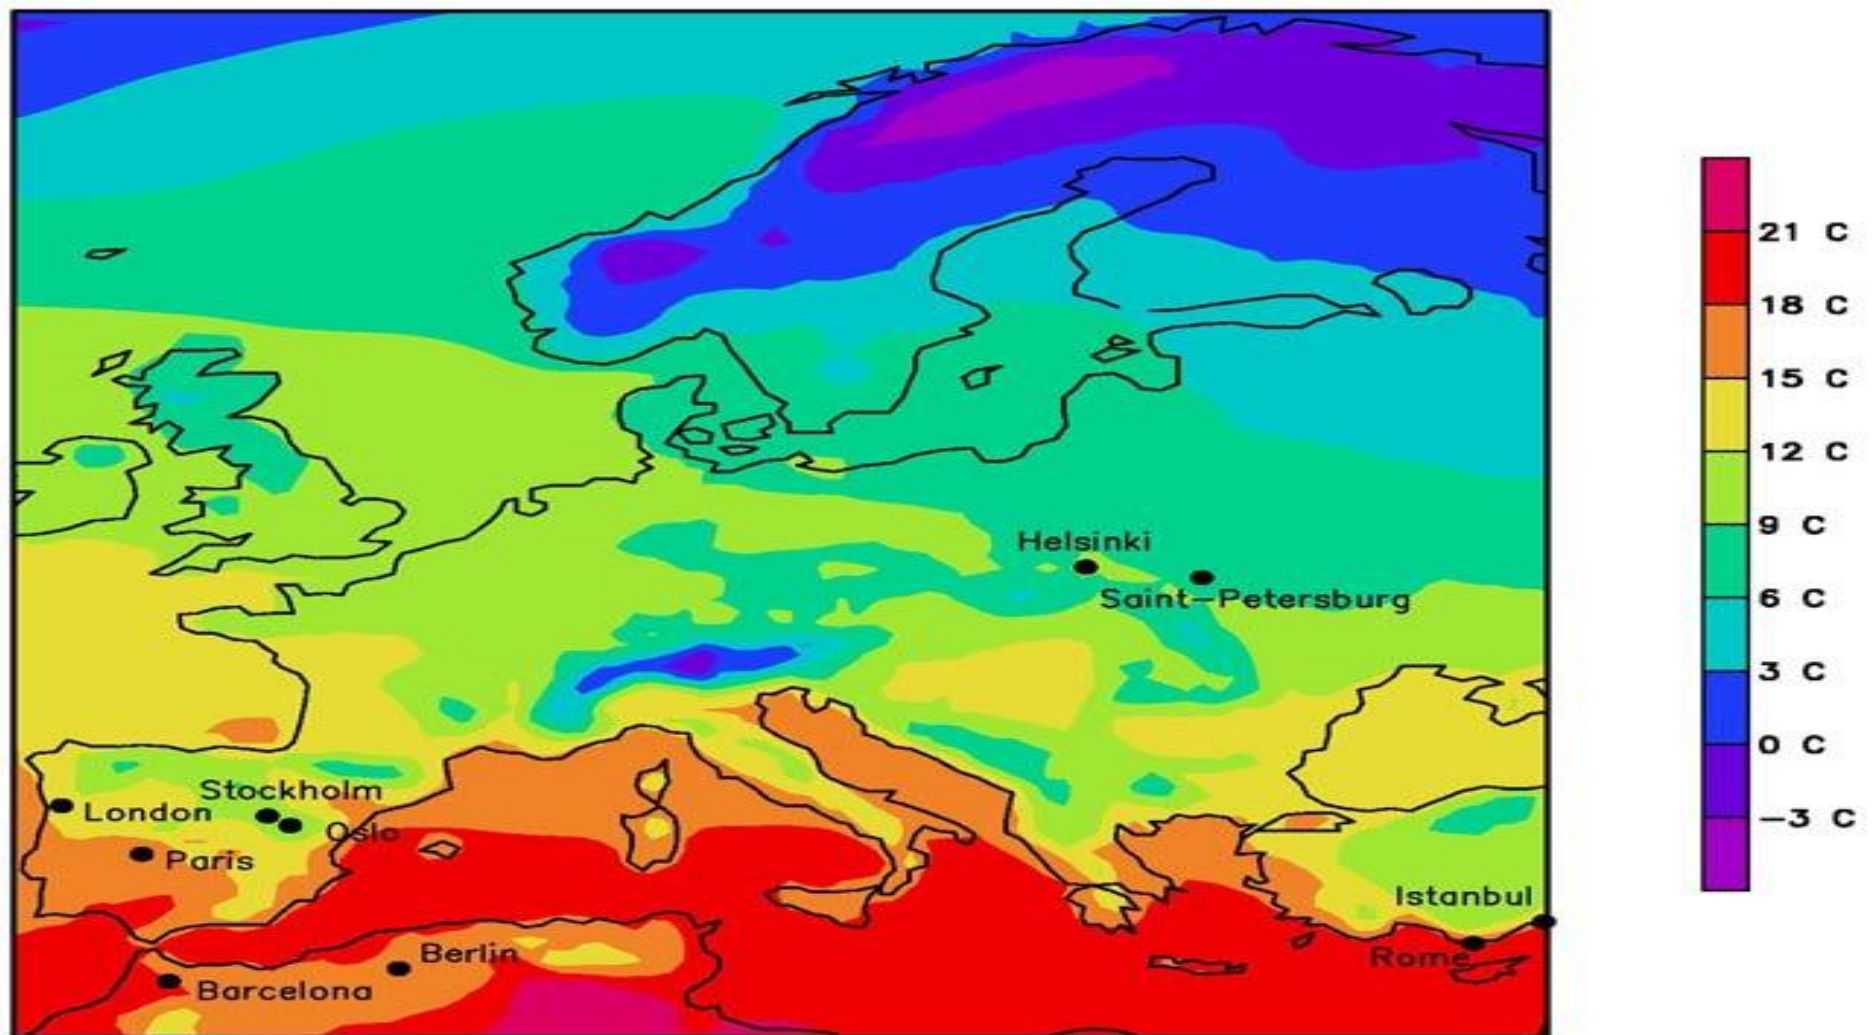 21 C
18 C
15 C
12 C
9 C
6 C
3 C
0 C
−3 C
Helsinki
Saint−Petersburg
Stockholm
London
Oslo
Paris
Istanbul
Berlin
Rome
Barcelona